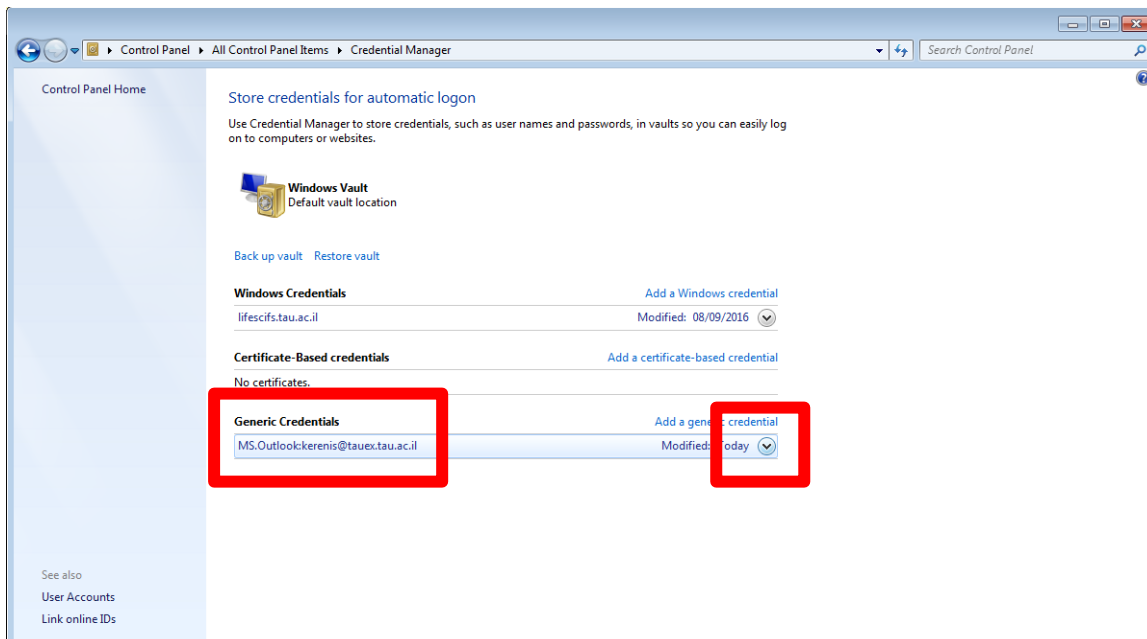 Control Panel ▸ All Control Panel Items ▸ Credential Manager
Search Control Panel
Control Panel Home
Store credentials for automatic logon
Use Credential Manager to store credentials, such as user names and passwords, in vaults so you can easily log
on to computers or websites.
Windows Vault
Default vault location
Back up vault Restore vault
Windows Credentials Add a Windows credential
lifescifs.tau.ac.il Modified: 08/09/2016
Certificate-Based credentials Add a certificate-based credential
No certificates.
Generic Credentials Add a generic credential
MS.Outlook:kerenis@tauex.tau.ac.il Modified: Today
See also
User Accounts
Link online IDs